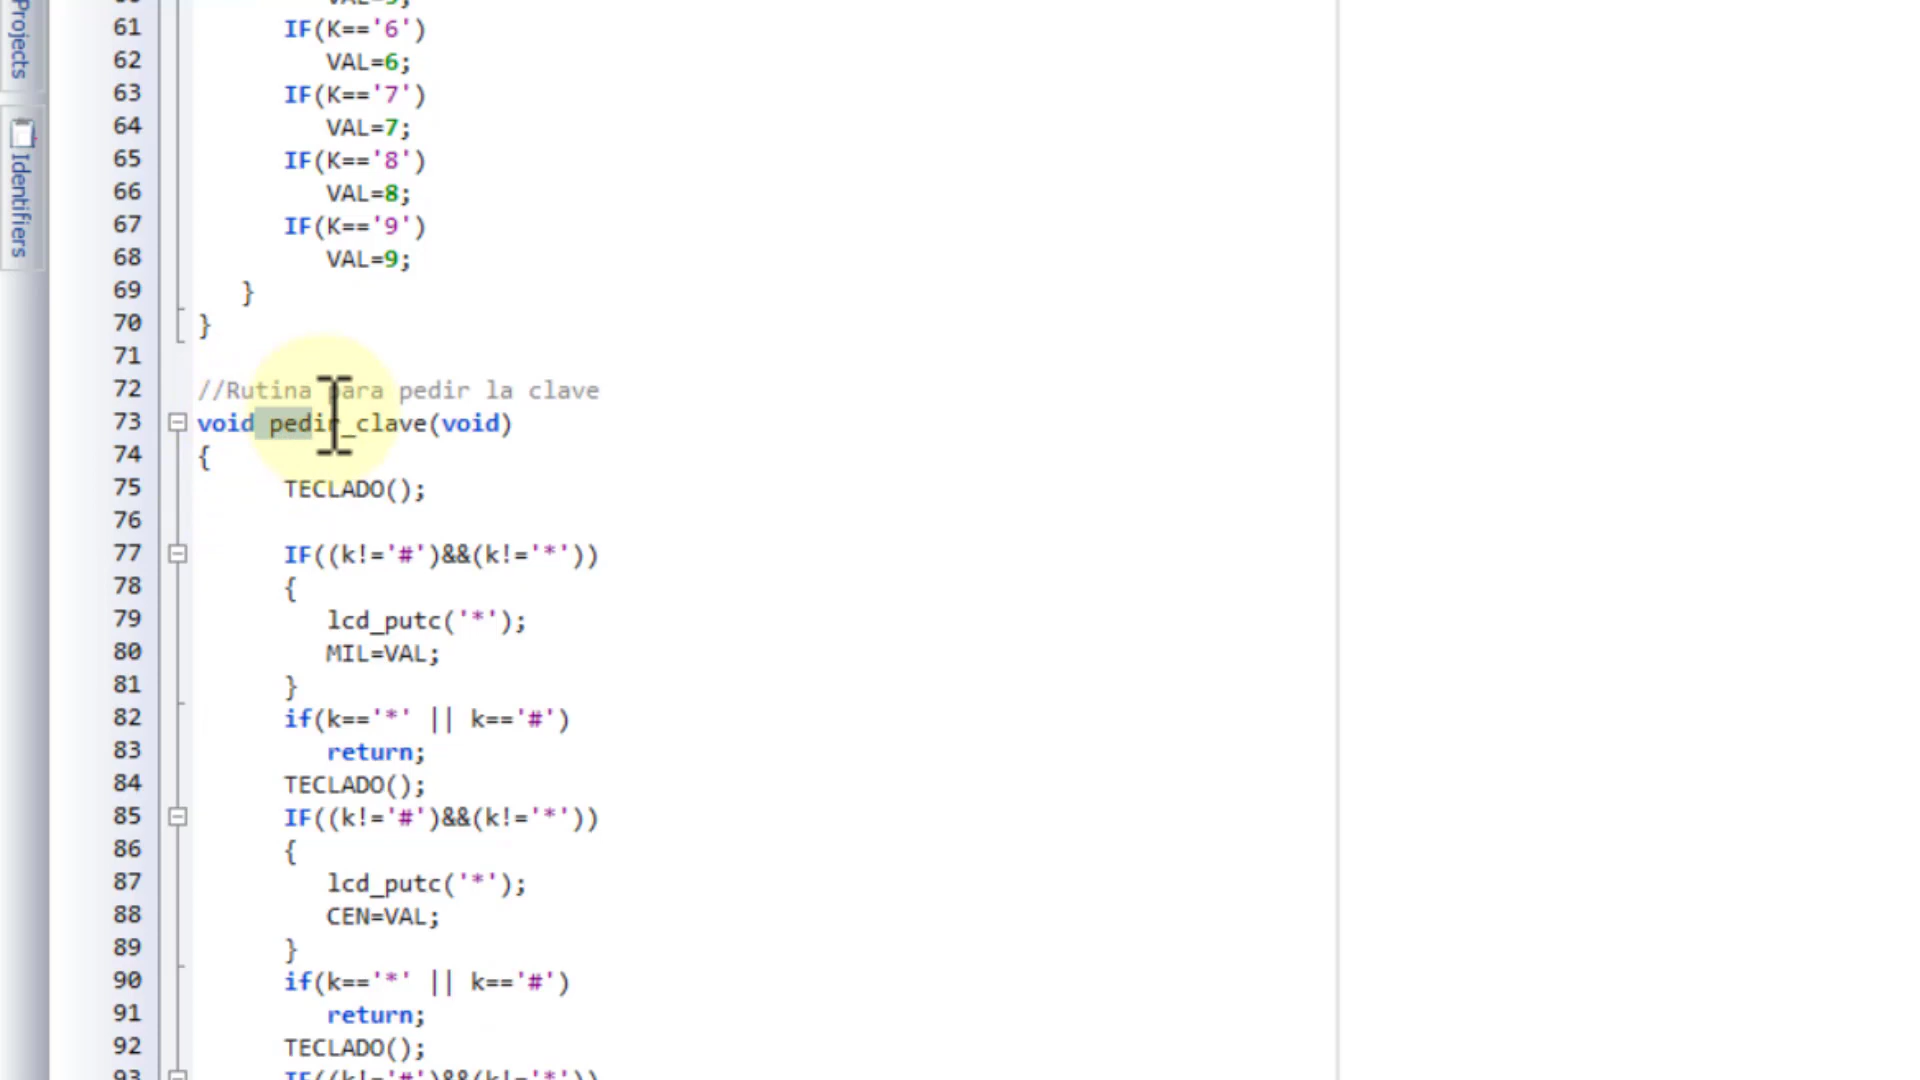 Projects
Identifiers
61 IF(K=='6')
62 VAL=6;
63 IF(K=='7')
64 VAL=7;
65 IF(K=='8')
66 VAL=8;
67 IF(K=='9')
68 VAL=9;
69 }
70 }
71
72 //Rutina para pedir la clave
73 void pedir_clave(void)
74 {
75 TECLADO();
76
77 IF((k!='#')&&(k!='*'))
78 {
79 lcd_putc('*');
80 MIL=VAL;
81 }
82 if(k=='*' || k=='#')
83 return;
84 TECLADO();
85 IF((k!='#')&&(k!='*'))
86 {
87 lcd_putc('*');
88 CEN=VAL;
89 }
90 if(k=='*' || k=='#')
91 return;
92 TECLADO();
93 IF((k!='#')&&(k!='*'))